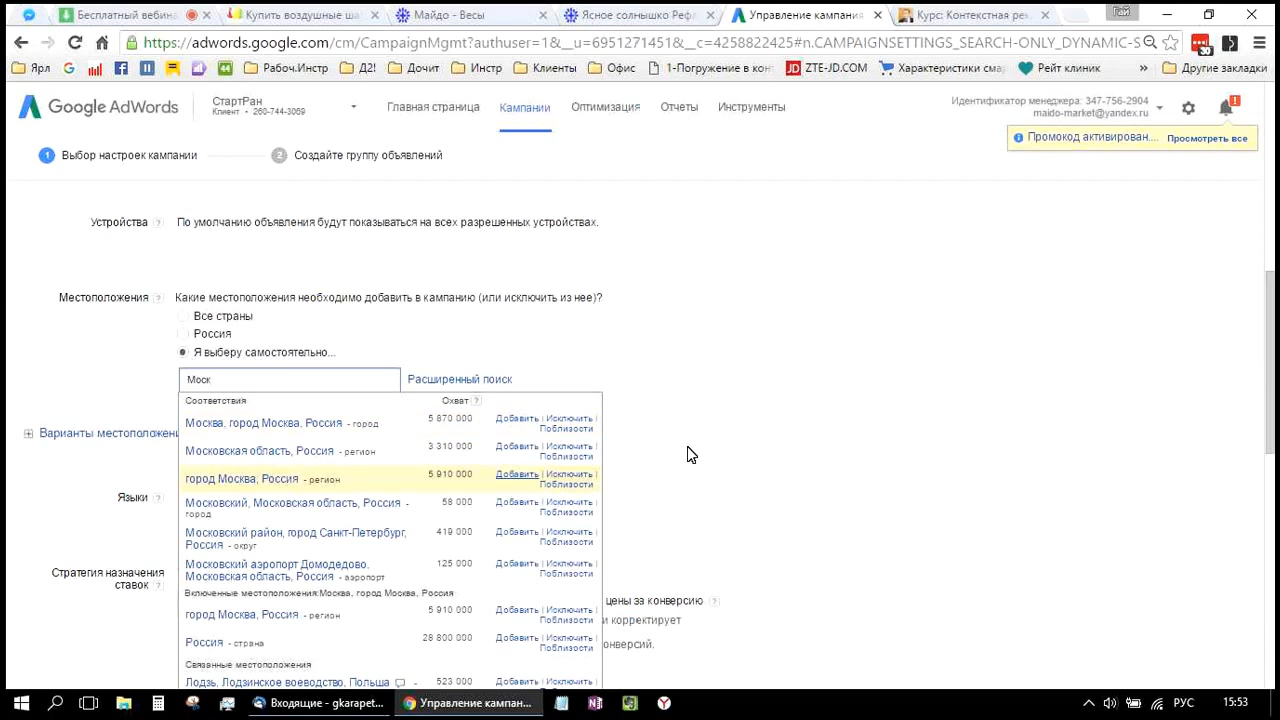 Бесплатный вебина
Купить воздушные ша
Майдо - Весы
Ясное солнышко Рефл
Управление кампания
Курс: Контекстная рек
Гай
https://adwords.google.com/cm/CampaignMgmt?authuser=1&__u=6951271451&__c=4258822425#n.CAMPAIGNSETTINGS_SEARCH-ONLY_DYNAMIC-S
30
Ярл
Рабоч.Инстр
Д2!
Дочит
Инстр
Клиенты
Офис
1-Погружение в конт
ZTE-JD.COM
Характеристики сма
Рейт клиник
»
Другие закладки
Google AdWords
СтартРан
Клиент • 260-744-3069
Главная страница
Кампании
Оптимизация
Отчеты
Инструменты
Идентификатор менеджера: 347-756-2904
maido-market@yandex.ru
Промокод активирован....
Просмотреть все
1 Выбор настроек кампании
2 Создайте группу объявлений
Устройства ? По умолчанию объявления будут показываться на всех разрешенных устройствах.
Местоположения ? Какие местоположения необходимо добавить в кампанию (или исключить из нее)?
Все страны
Россия
Я выберу самостоятельно...
Моск
Расширенный поиск
Соответствия Охват ?
Москва, город Москва, Россия - город 5 870 000 Добавить | Исключить |
Поблизости
Московская область, Россия - регион 3 310 000 Добавить | Исключить |
Поблизости
город Москва, Россия - регион 5 910 000 Добавить | Исключить |
Поблизости
Московский, Московская область, Россия - 58 000 Добавить | Исключить |
город Поблизости
Московский район, город Санкт-Петербург, 419 000 Добавить | Исключить |
Россия - округ Поблизости
Московский аэропорт Домодедово, 125 000 Добавить | Исключить |
Московская область, Россия - аэропорт Поблизости
Включенные местоположения:Москва, город Москва, Россия
город Москва, Россия - регион 5 910 000 Добавить | Исключить |
Поблизости
Россия - страна 28 800 000 Добавить | Исключить |
Поблизости
Связанные местоположения
Лодзь, Лодзинское воеводство, Польша - 523 000 Добавить | Исключить |
Варианты местоположени
Языки ?
Стратегия назначения
ставок ?
цены за конверсию ?
и корректирует
онверсий.
Входящие - gkarapet...
Управление кампан...
РУС
15:53